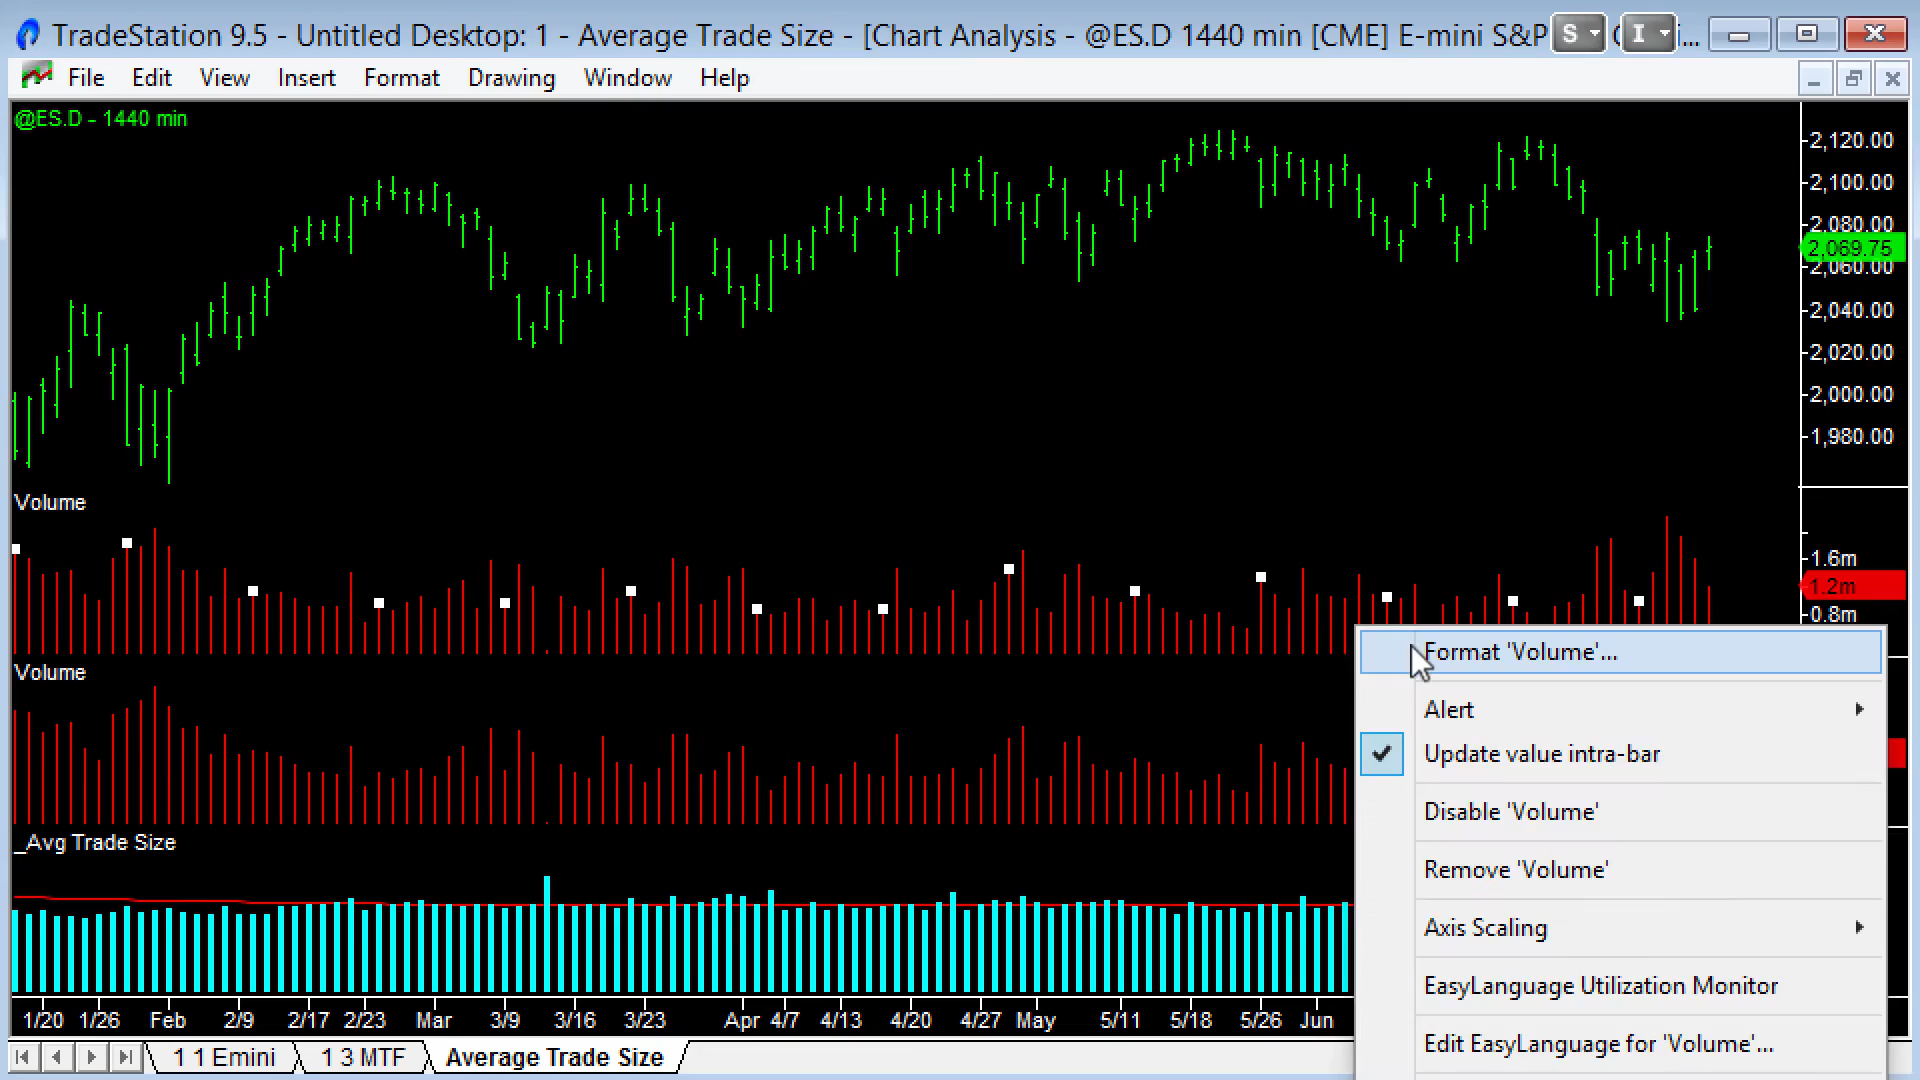 TradeStation 9.5 - Untitled Desktop: 1 - Average Trade Size - [Chart Analysis - @ES.D 1440 min [CME] E-mini S&P
S I ...
File Edit View Insert Format Drawing Window Help
@ES.D - 1440 min
2,120.00
2,100.00
2,080.00
2,069.75
2,060.00
2,040.00
2,020.00
2,000.00
1,980.00
Volume
1.6m
1.2m
0.8m
Volume
_Avg Trade Size
Format 'Volume'...
Alert
Update value intra-bar
Disable 'Volume'
Remove 'Volume'
Axis Scaling
EasyLanguage Utilization Monitor
Edit EasyLanguage for 'Volume'...
1/20 1/26 Feb 2/9 2/17 2/23 Mar 3/9 3/16 3/23 Apr 4/7 4/13 4/20 4/27 May 5/11 5/18 5/26 Jun
1 1 Emini 1 3 MTF Average Trade Size